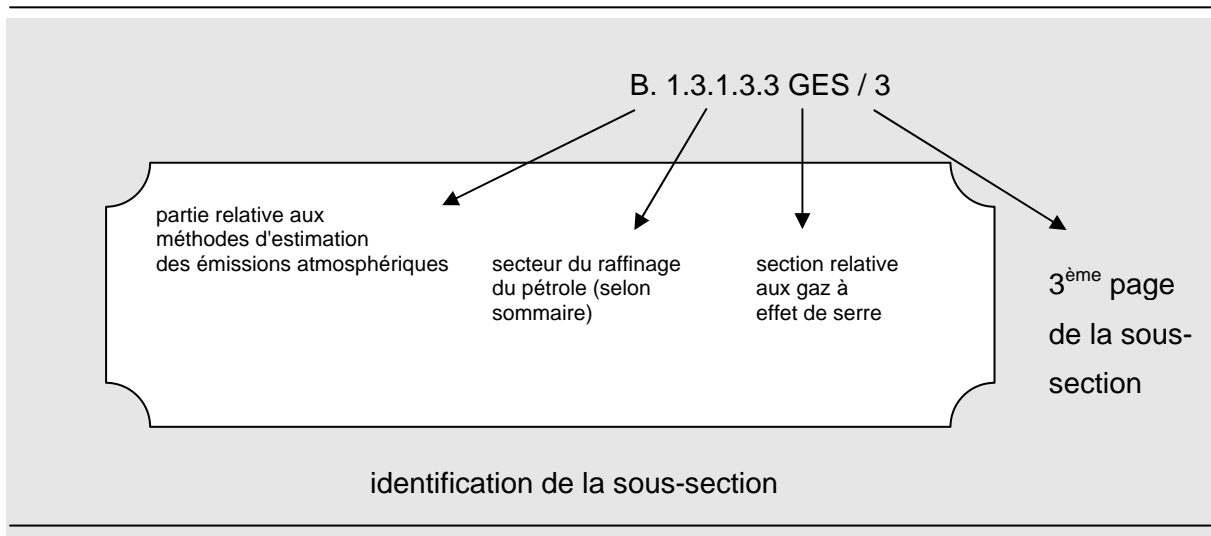 B. 1.3.1.3.3 GES / 3
partie relative aux
méthodes d'estimation
des émissions atmosphériques
secteur du raffinage
du pétrole (selon
sommaire)
section relative
aux gaz à
effet de serre
3ème page
de la sous-
section
identification de la sous-section